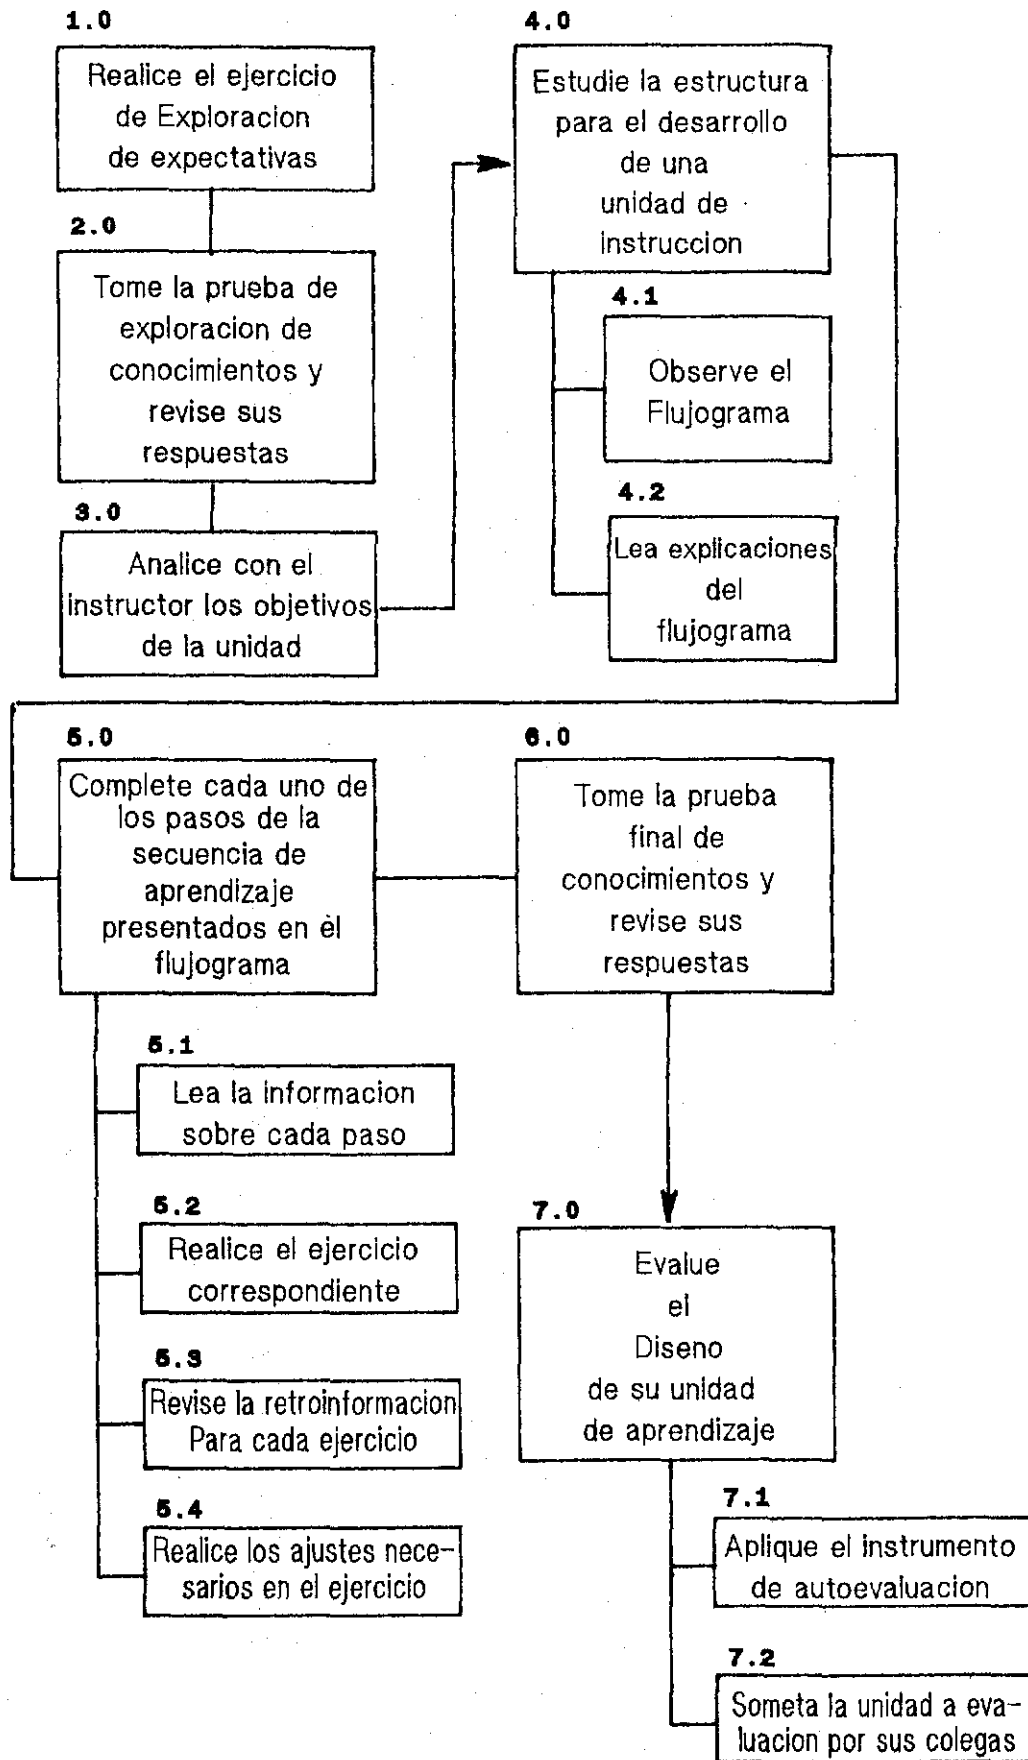 1.0
Realice el ejercicio
de Exploracion
de expectativas
2.0
Tome la prueba de
exploracion de
conocimientos y
revise sus
respuestas
3.0
Analice con el
instructor los objetivos
de la unidad
4.0
Estudie la estructura
para el desarrollo
de una
unidad de
instruccion
4.1
Observe el
Flujograma
4.2
Lea explicaciones
del
flujograma
5.0
Complete cada uno de
los pasos de la
secuencia de
aprendizaje
presentados en él
flujograma
5.1
Lea la informacion
sobre cada paso
5.2
Realice el ejercicio
correspondiente
5.3
Revise la retroinformacion
Para cada ejercicio
5.4
Realice los ajustes nece-
sarios en el ejercicio
6.0
Tome la prueba
final de
conocimientos y
revise sus
respuestas
7.0
Evalue
el
Diseno
de su unidad
de aprendizaje
7.1
Aplique el instrumento
de autoevaluacion
7.2
Someta la unidad a eva-
luacion por sus colegas